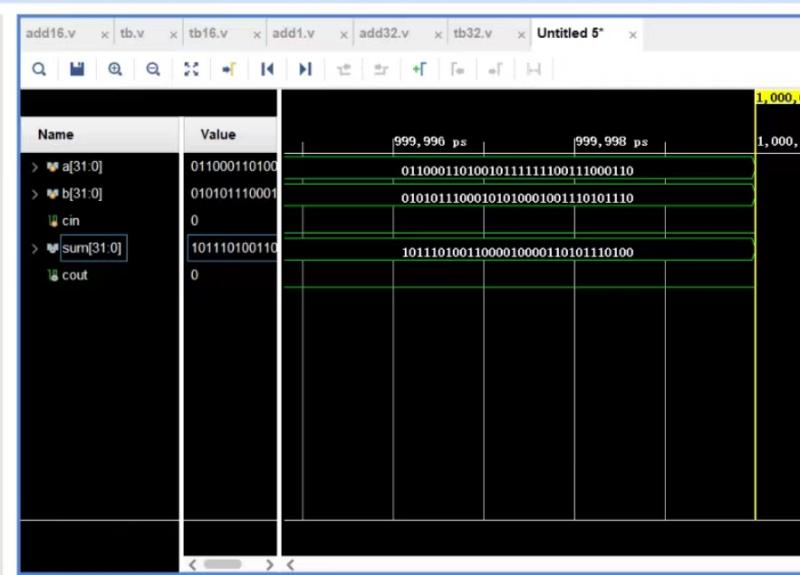 add16.v × tb.v × tb16.v × add1.v × add32.v × tb32.v × Untitled 5* ×
1,000,
Name Value 999,996 ps 999,998 ps 1,000,
a[31:0] 011000110100 01100011010010111111100111000110
b[31:0] 010101110001 01010111000101010001001110101110
cin 0
sum[31:0] 101110100110 10111010011000010000110101110100
cout 0